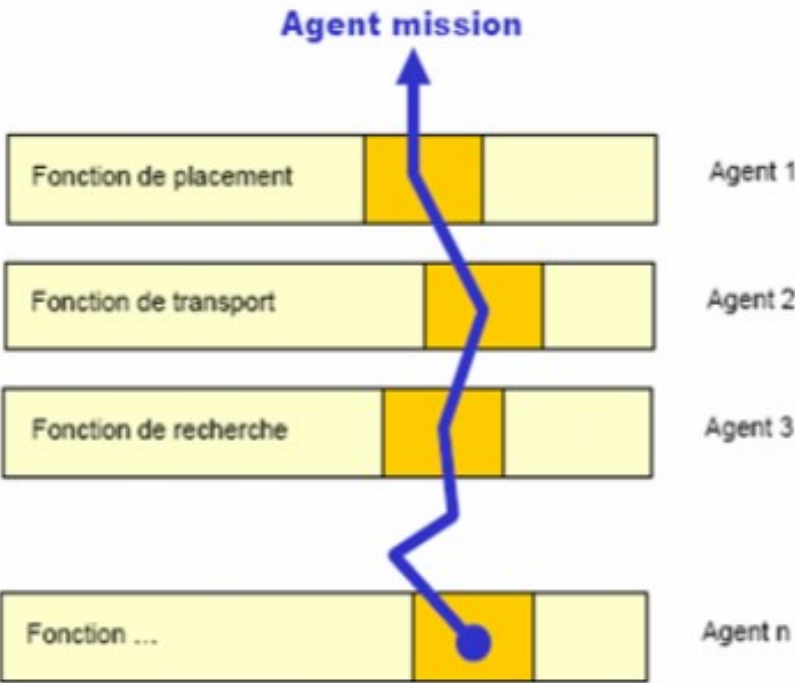 Agent mission
Fonction de placement Agent 1
Fonction de transport Agent 2
Fonction de recherche Agent 3
Fonction ... Agent n